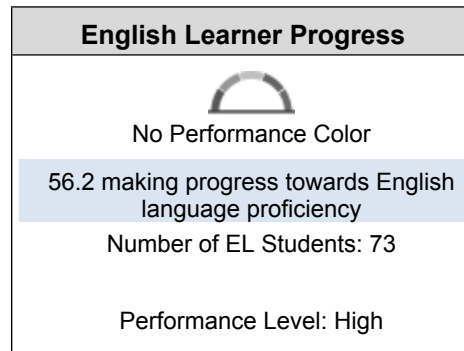 English Learner Progress
No Performance Color
56.2 making progress towards English
language proficiency
Number of EL Students: 73
Performance Level: High